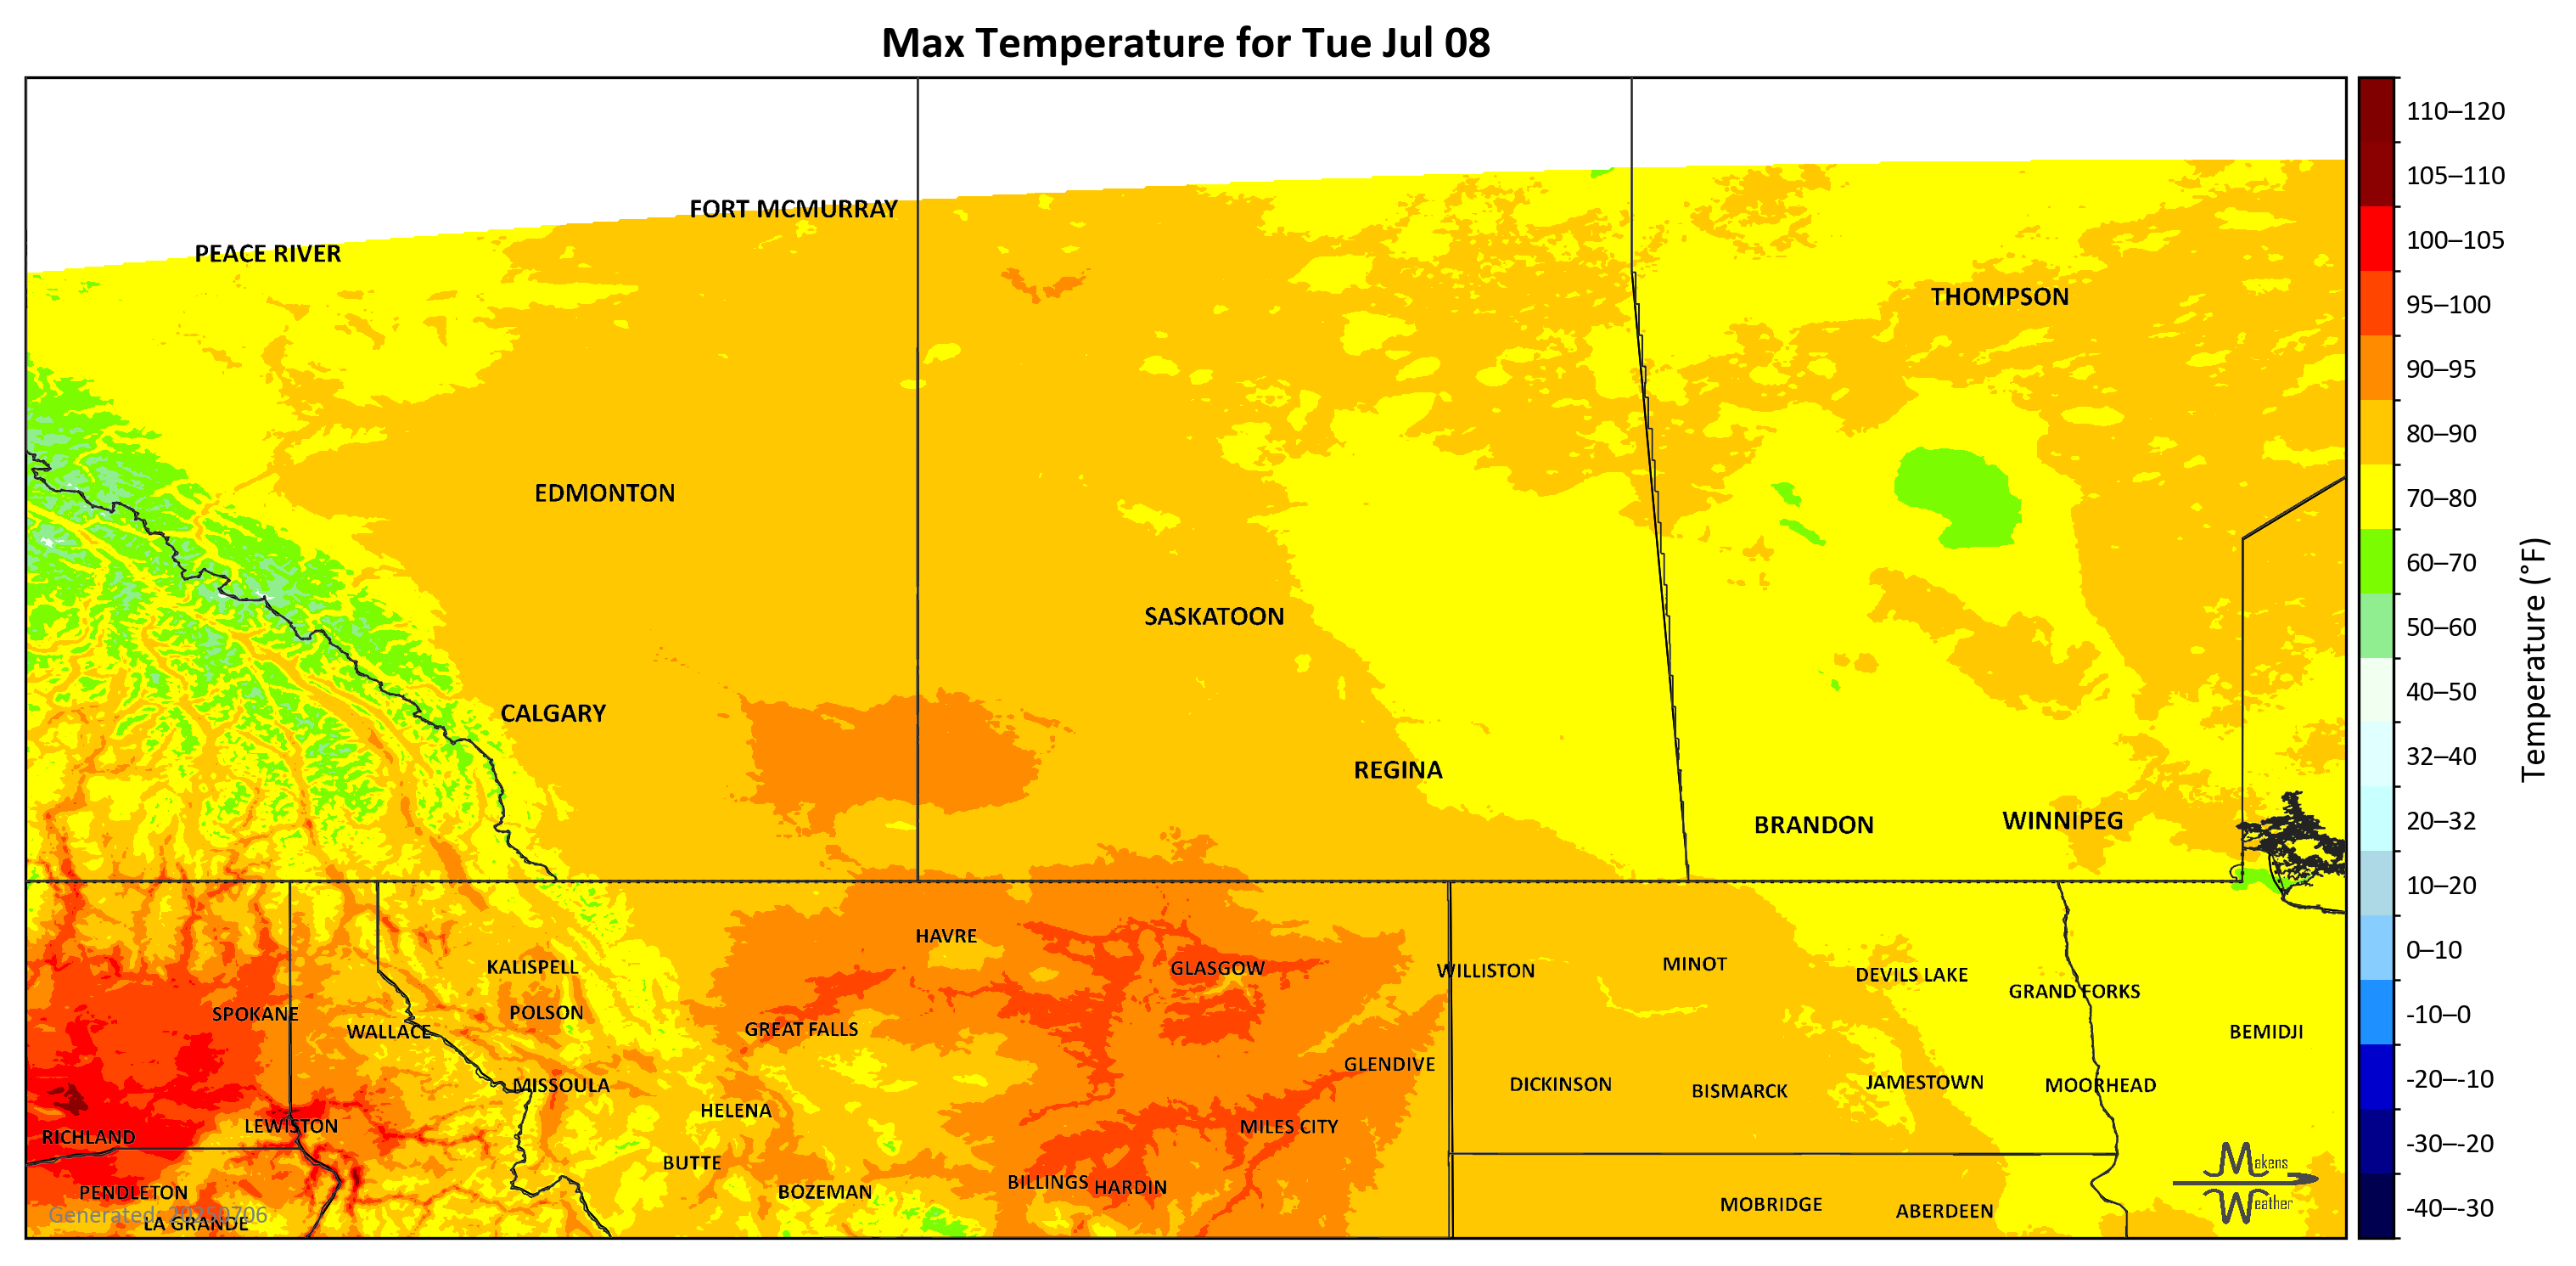 Max Temperature for Tue Jul 08
110–120
105–110
100–105
95–100
90–95
80–90
70–80
60–70
50–60
40–50
32–40
20–32
10–20
0–10
-10–0
-20–-10
-30–-20
-40–-30
Temperature (°F)
FORT MCMURRAY
PEACE RIVER
THOMPSON
EDMONTON
SASKATOON
CALGARY
REGINA
BRANDON
WINNIPEG
HAVRE
KALISPELL
GLASGOW
WILLISTON
MINOT
DEVILS LAKE
GRAND FORKS
SPOKANE
POLSON
WALLACE
GREAT FALLS
BEMIDJI
GLENDIVE
MISSOULA
DICKINSON
BISMARCK
JAMESTOWN
MOORHEAD
HELENA
LEWISTON
MILES CITY
RICHLAND
BUTTE
BILLINGS
HARDIN
PENDLETON
BOZEMAN
MOBRIDGE
ABERDEEN
LA GRANDE
Generated: 20250706
Makens
Weather